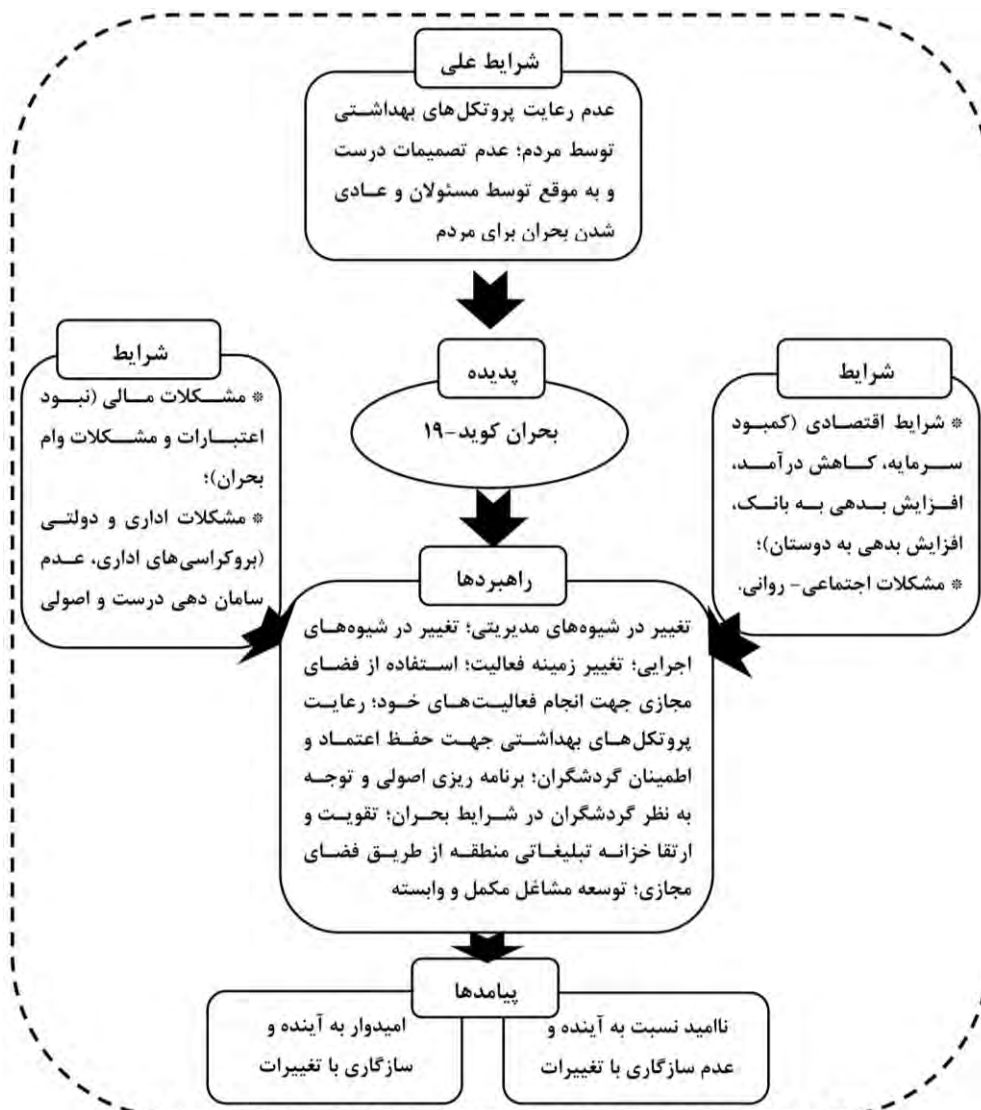 شرایط علی
عدم رعایت پروتکل‌های بهداشتی
توسط مردم؛ عدم تصمیمات درست
و به موقع توسط مسئولان و عادی
شدن بحران برای مردم
پدیده
بحران کوید-۱۹
شرایط
* شرایط اقتصادی (کمبود
سرمایه، کاهش درآمد،
افزایش بدهی به بانک،
افزایش بدهی به دوستان)؛
* مشکلات اجتماعی- روانی.
شرایط
* مشکلات مالی (نبود
اعتبارات و مشکلات وام
بحران)؛
* مشکلات اداری و دولتی
(بروکراسی‌های اداری، عدم
سامان دهی درست و اصولی
راهبردها
تغییر در شیوه‌های مدیریتی؛ تغییر در شیوه‌های
اجرایی؛ تغییر زمینه فعالیت؛ استفاده از فضای
مجازی جهت انجام فعالیت‌های خود؛ رعایت
پروتکل‌های بهداشتی جهت حفظ اعتماد و
اطمینان گردشگران؛ برنامه ریزی اصولی و توجه
به نظر گردشگران در شرایط بحران؛ تقویت و
ارتقا خزانه تبلیغاتی منطقه از طریق فضای
مجازی؛ توسعه مشاغل مکمل و وابسته
پیامدها
ناامید نسبت به آینده و
عدم سازگاری با تغییرات
امیدوار به آینده و
سازگاری با تغییرات